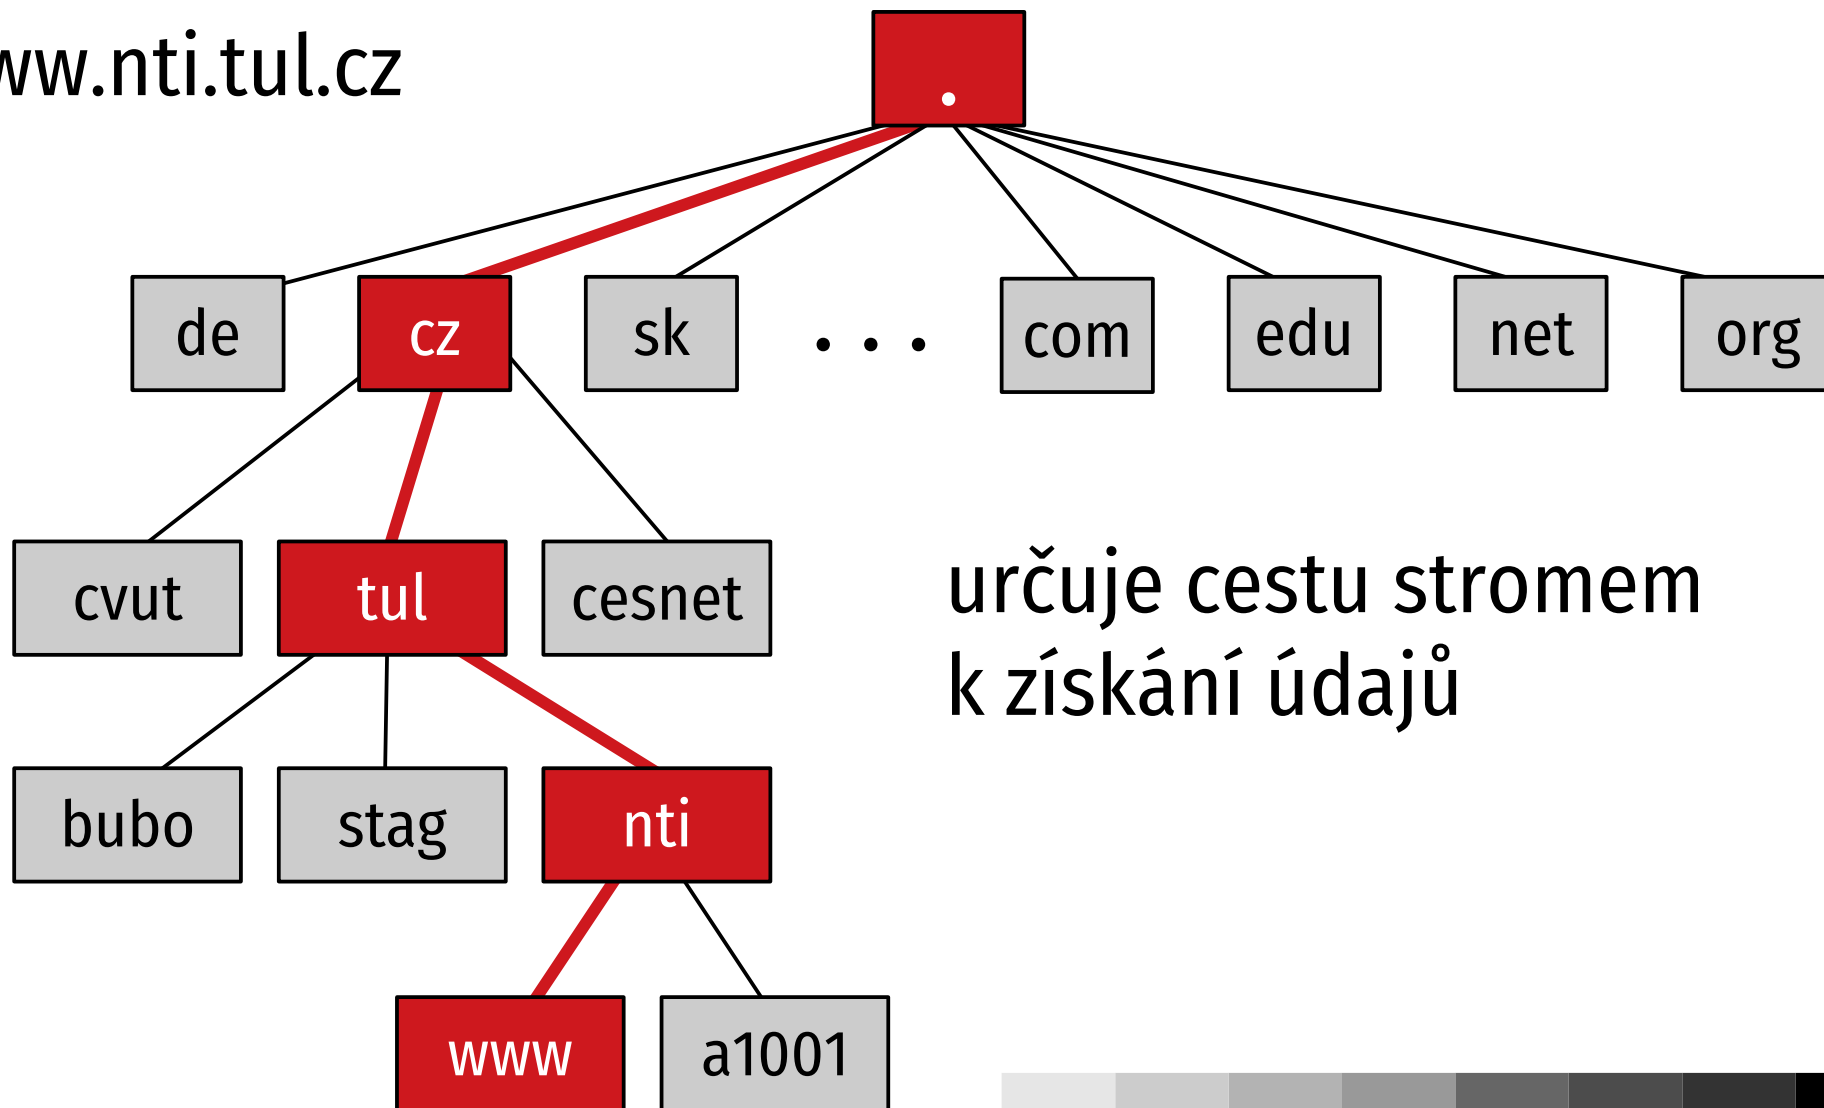 ww.nti.tul.cz
.
de cz sk . . . com edu net org
cvut tul cesnet
určuje cestu stromem
k získání údajů
bubo stag nti
www a1001